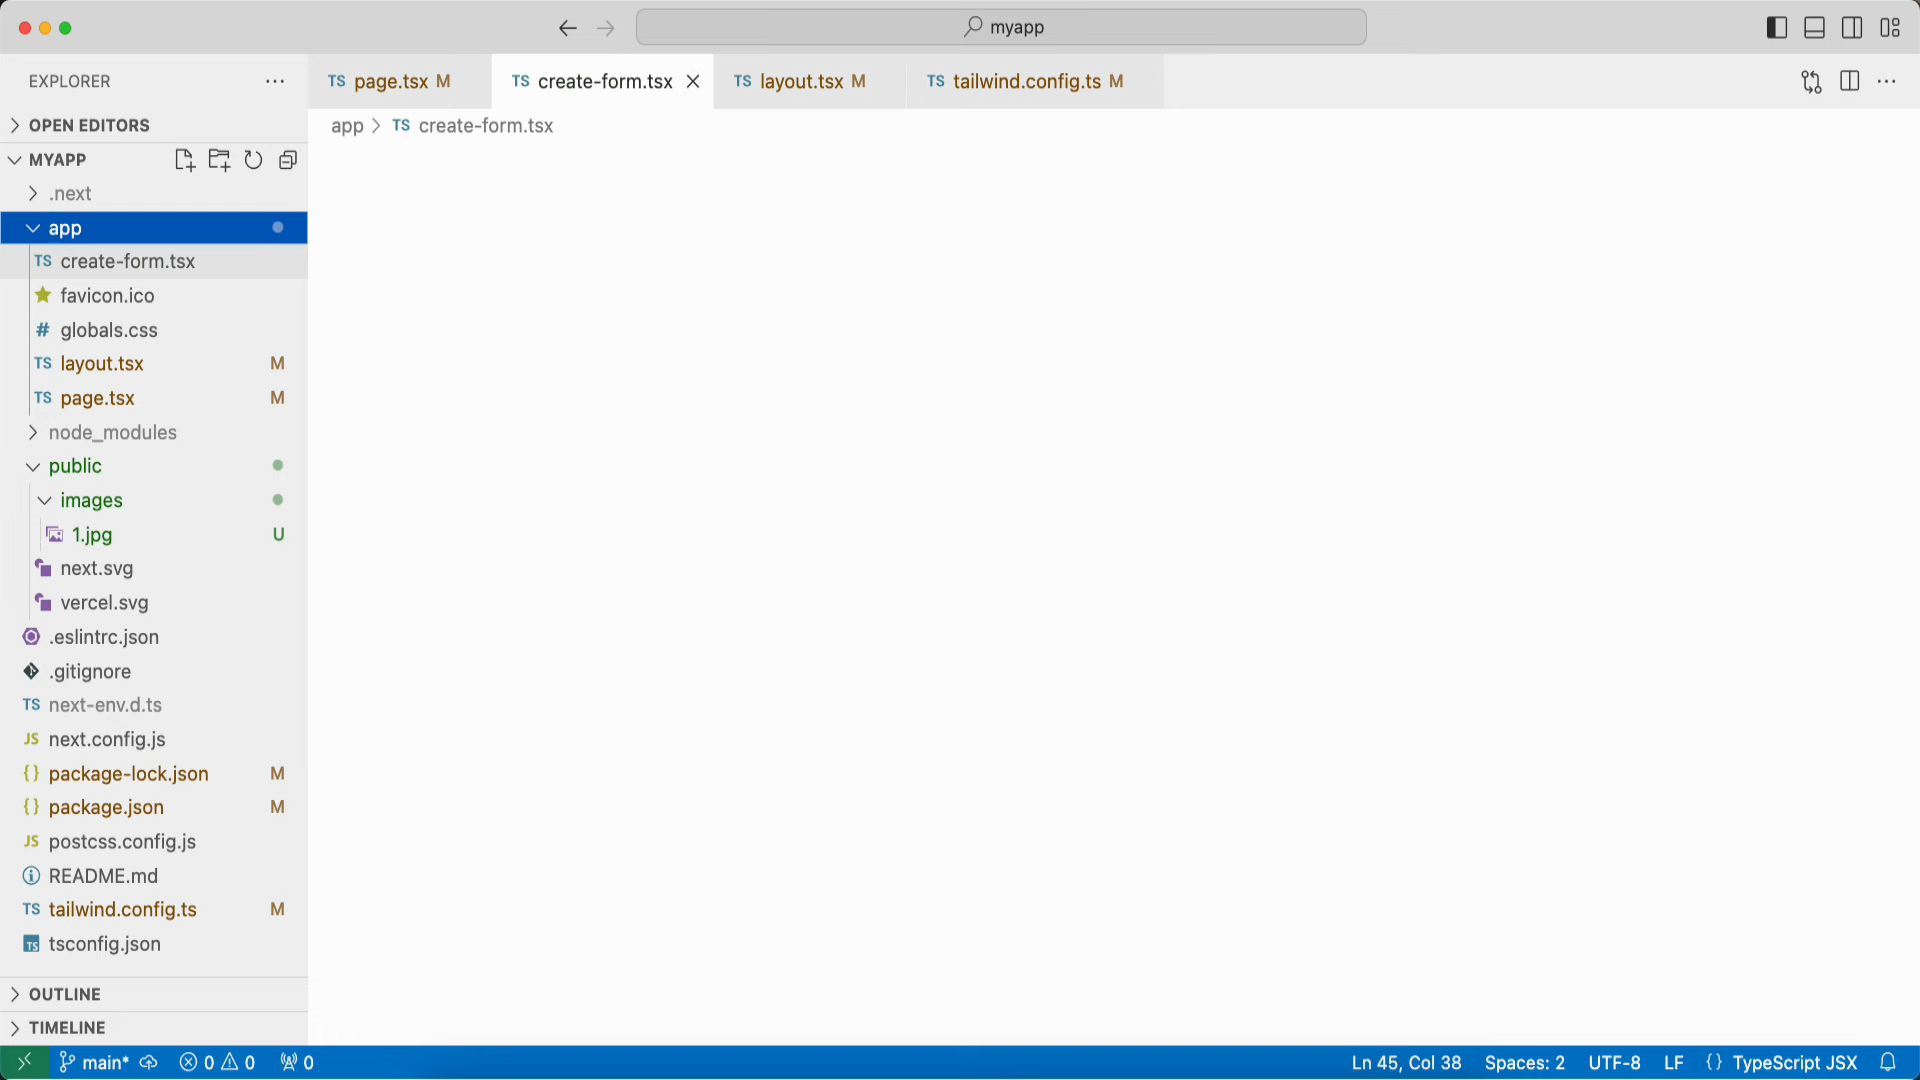 myapp
EXPLORER
TS page.tsx M
TS create-form.tsx
TS layout.tsx M
TS tailwind.config.ts M
OPEN EDITORS
app > TS create-form.tsx
MYAPP
.next
app
TS create-form.tsx
favicon.ico
# globals.css
TS layout.tsx M
TS page.tsx M
node_modules
public
images
1.jpg U
next.svg
vercel.svg
.eslintrc.json
.gitignore
TS next-env.d.ts
JS next.config.js
{} package-lock.json M
{} package.json M
JS postcss.config.js
README.md
TS tailwind.config.ts M
TS tsconfig.json
OUTLINE
TIMELINE
main* 0 0 0 Ln 45, Col 38 Spaces: 2 UTF-8 LF {} TypeScript JSX